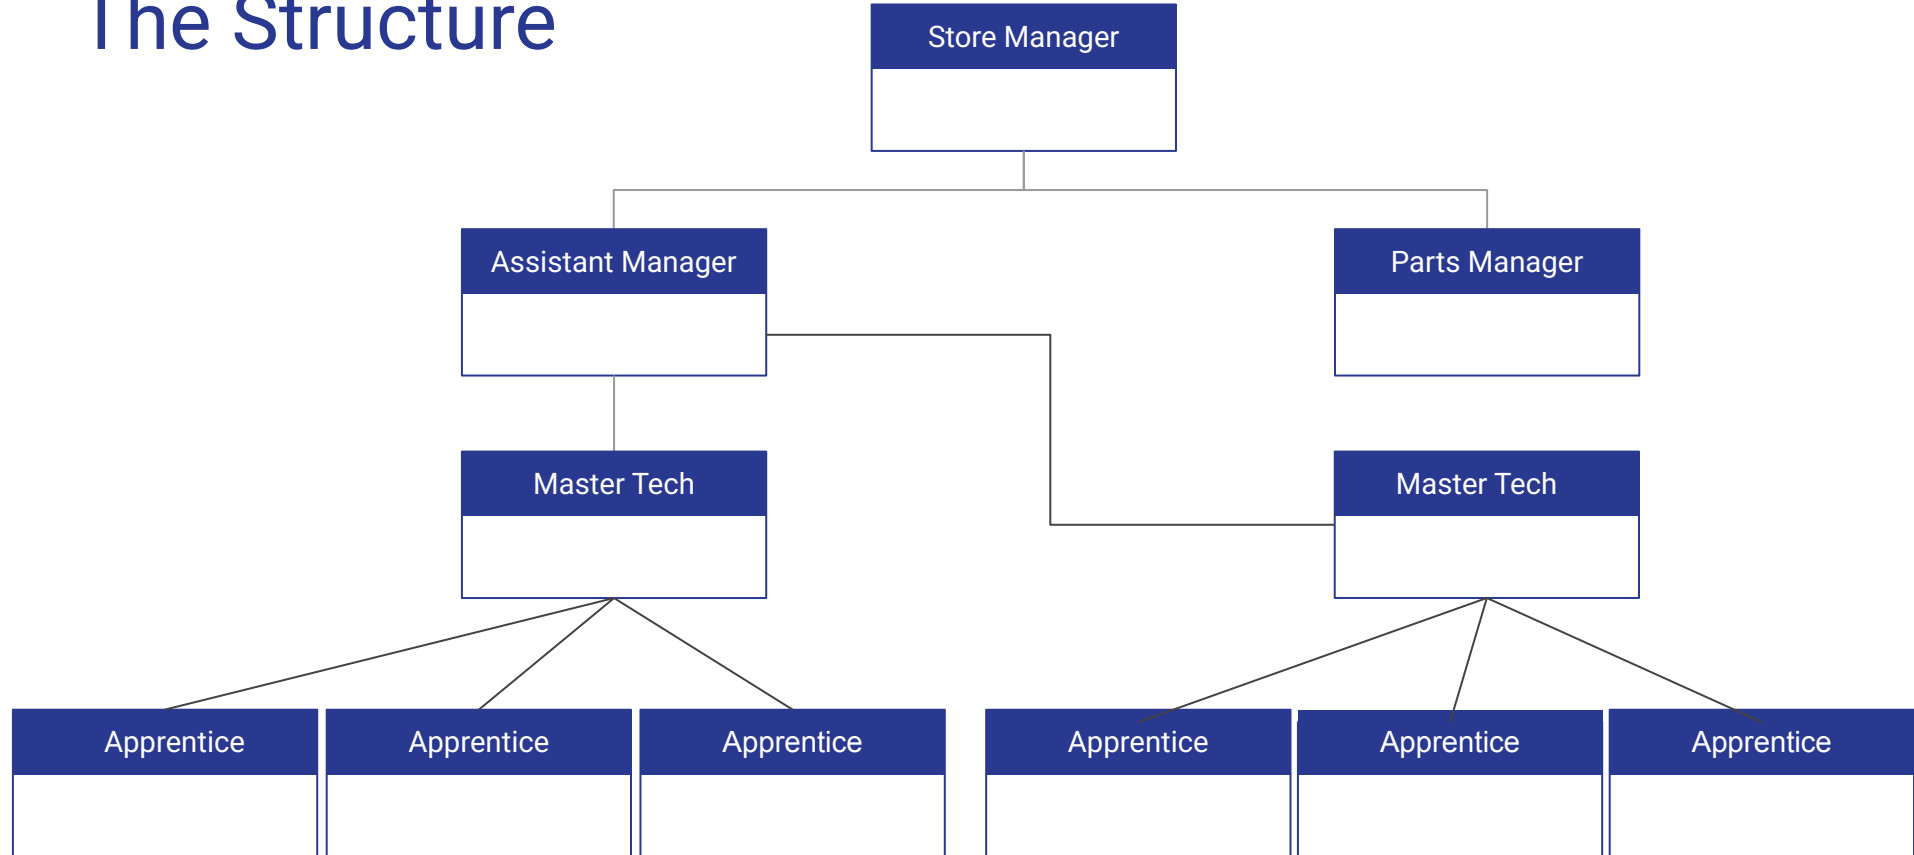 The Structure
Store Manager
Assistant Manager
Parts Manager
Master Tech
Master Tech
Apprentice
Apprentice
Apprentice
Apprentice
Apprentice
Apprentice